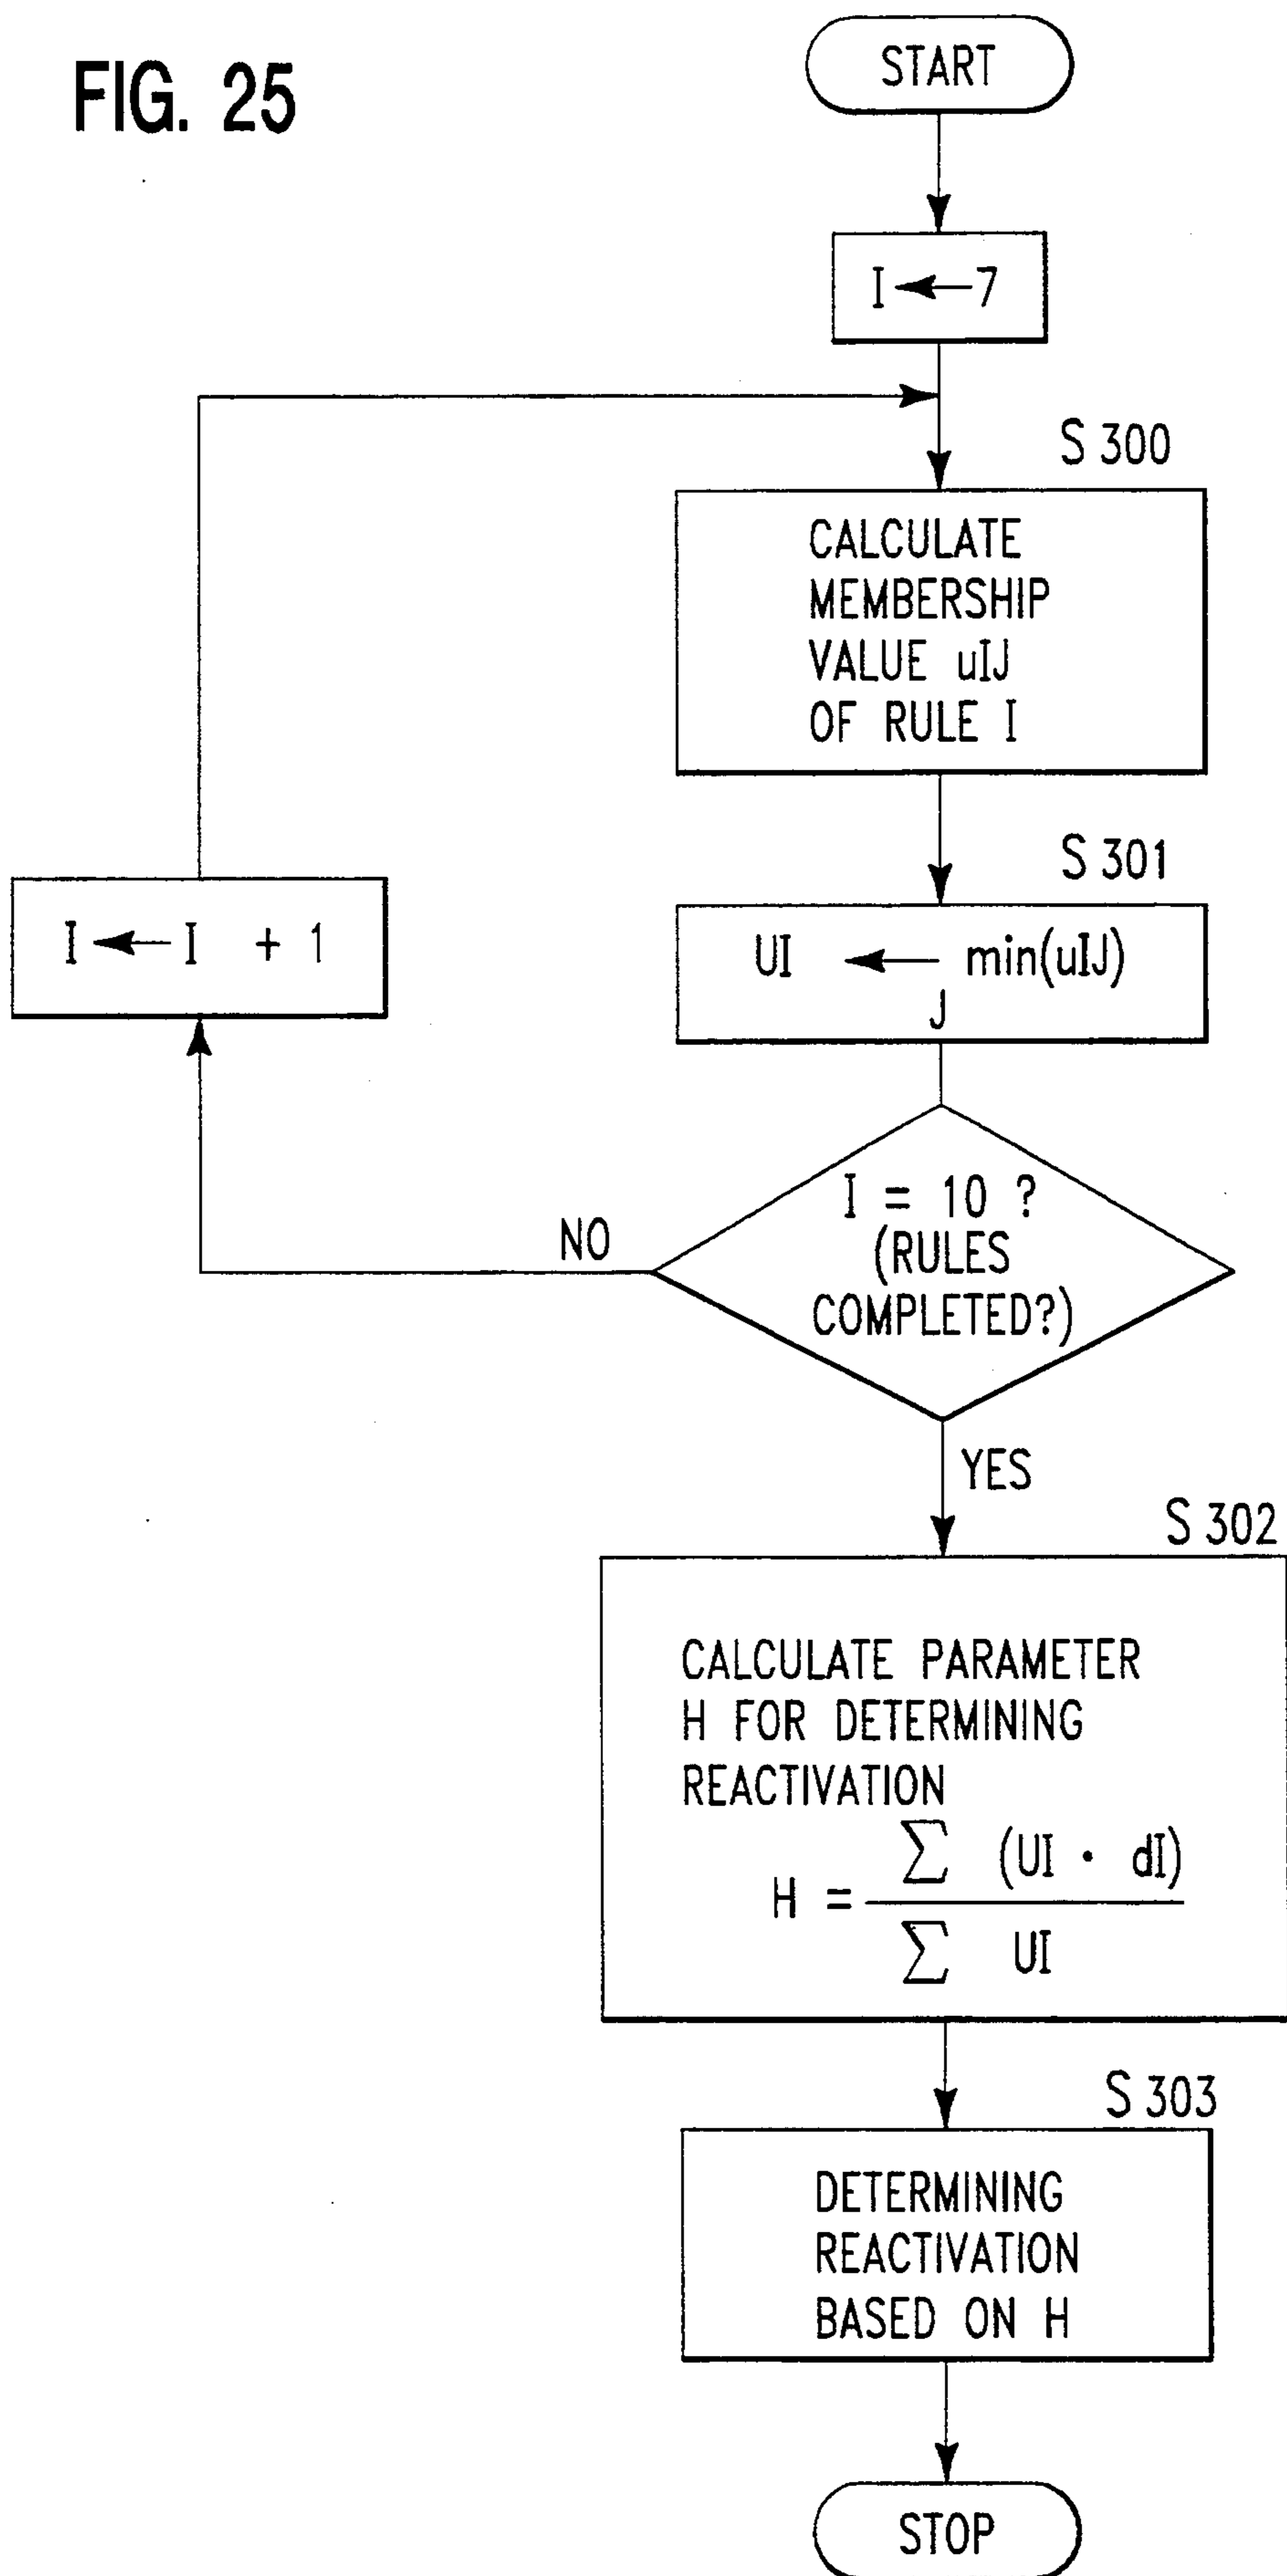 FIG. 25
START
I ← 7
S 300
CALCULATE
MEMBERSHIP
VALUE uIJ
OF RULE I
S 301
I ← I + 1
UI ← min(uIJ)
J
I = 10 ?
(RULES
COMPLETED?)
NO
YES
S 302
CALCULATE PARAMETER
H FOR DETERMINING
REACTIVATION
∑ (UI · dI)
H =
∑ UI
S 303
DETERMINING
REACTIVATION
BASED ON H
STOP